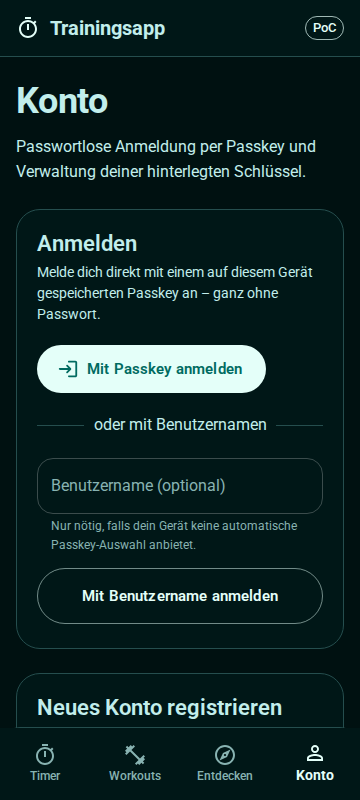 Trainingsapp
PoC
Konto
Passwortlose Anmeldung per Passkey und
Verwaltung deiner hinterlegten Schlüssel.
Anmelden
Melde dich direkt mit einem auf diesem Gerät
gespeicherten Passkey an – ganz ohne
Passwort.
Mit Passkey anmelden
oder mit Benutzernamen
Benutzername (optional)
Nur nötig, falls dein Gerät keine automatische
Passkey-Auswahl anbietet.
Mit Benutzername anmelden
Neues Konto registrieren
Timer
Workouts
Entdecken
Konto